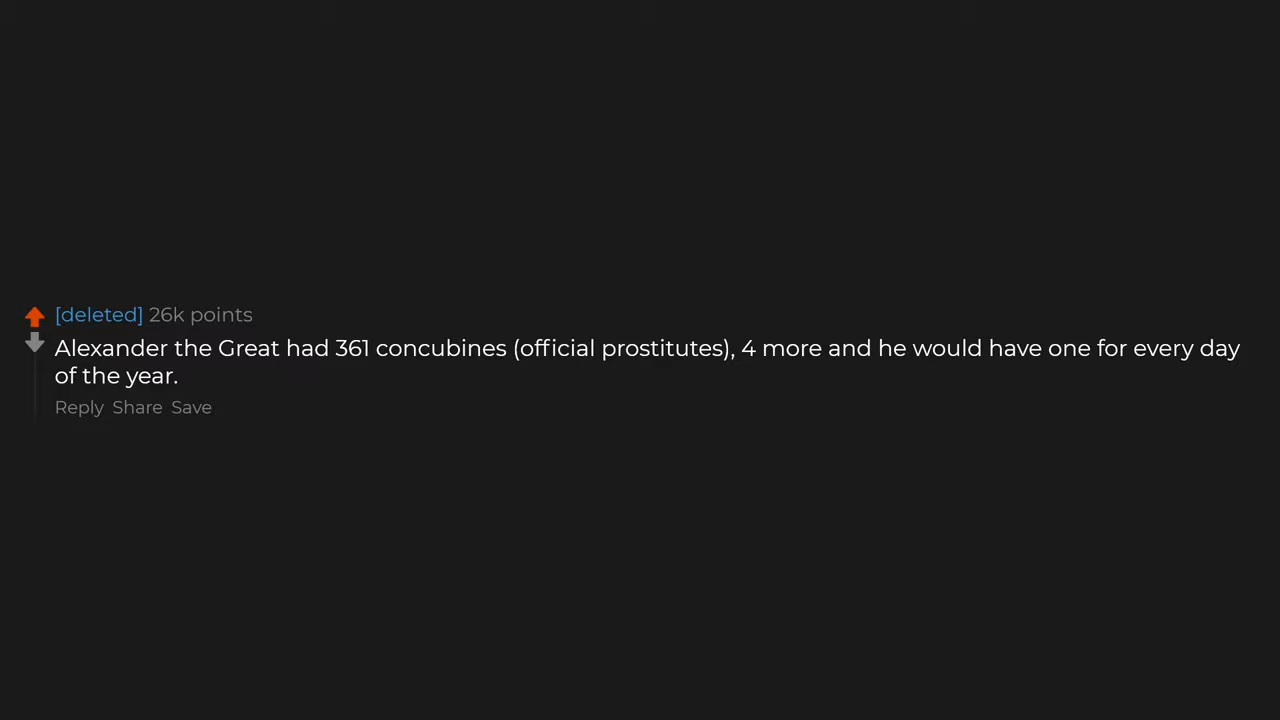 [deleted] 26k points
Alexander the Great had 361 concubines (official prostitutes), 4 more and he would have one for every day
of the year.
Reply Share Save